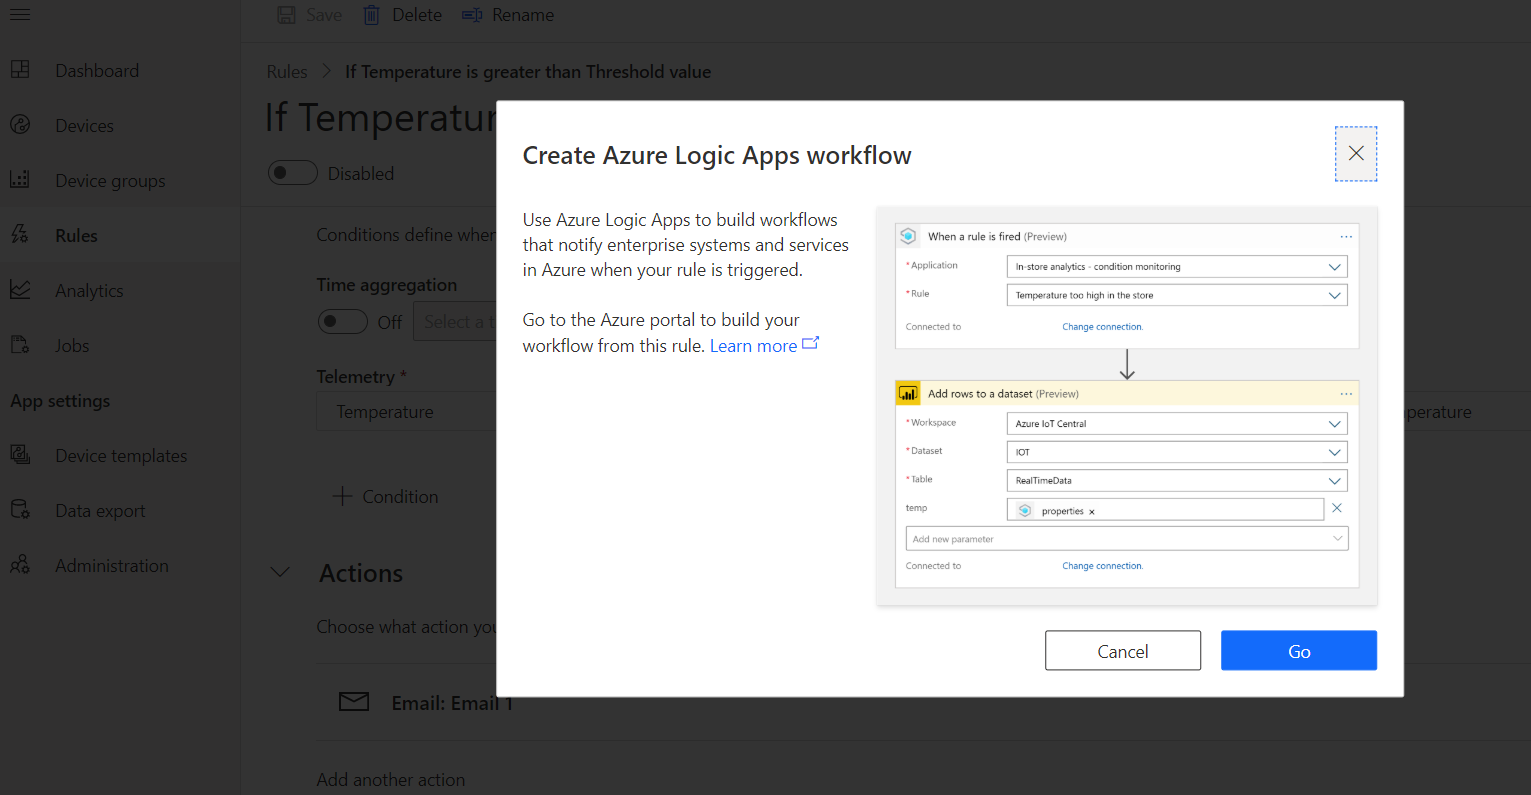 Save Delete Rename
Dashboard
Devices
Device groups
Rules
Analytics
Jobs
App settings
Device templates
Data export
Administration
Rules > If Temperature is greater than Threshold value
If Temperatur
Disabled
Conditions define when
Time aggregation
Off Select a t
Telemetry *
Temperature
perature
Condition
Actions
Choose what action you
Email: Email 1
Add another action
Create Azure Logic Apps workflow
Use Azure Logic Apps to build workflows
that notify enterprise systems and services
in Azure when your rule is triggered.
Go to the Azure portal to build your
workflow from this rule. Learn more
When a rule is fired (Preview) ...
* Application In-store analytics - condition monitoring
* Rule Temperature too high in the store
Connected to Change connection.
Add rows to a dataset (Preview) ...
* Workspace Azure IoT Central
* Dataset IOT
* Table RealTimeData
temp properties x
Add new parameter
Connected to Change connection.
Cancel Go